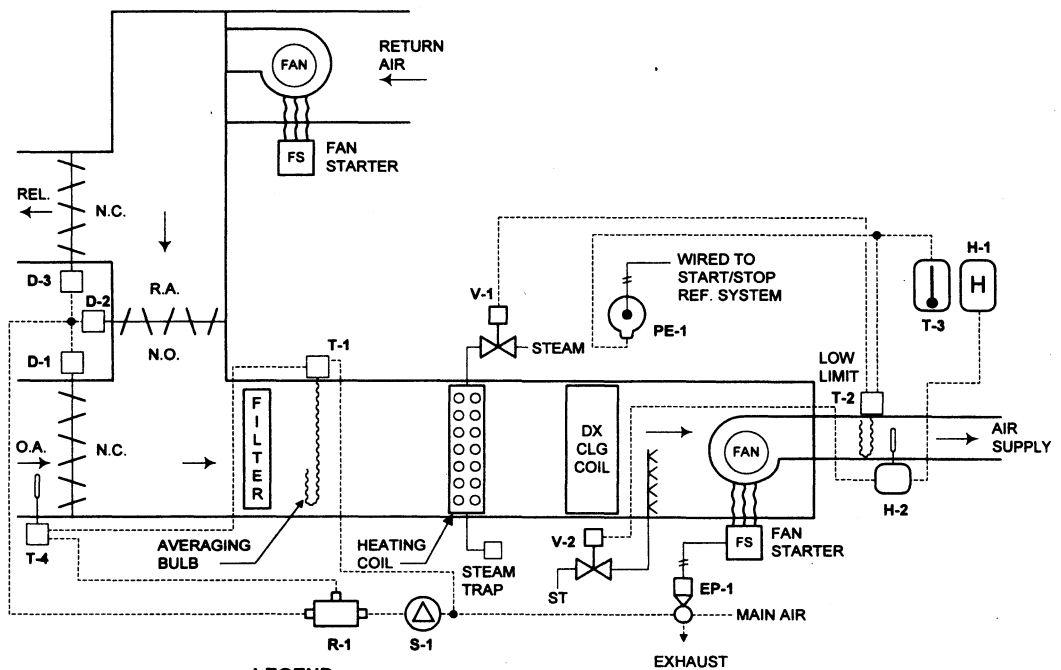 FAN
RETURN
AIR
FS
FAN
STARTER
REL.
N.C.
D-3
D-2
R.A.
N.O.
D-1
T-1
V-1
STEAM
WIRED TO
START/STOP
REF. SYSTEM
PE-1
H-1
H
T-3
LOW
LIMIT
T-2
O.A.
N.C.
FILTER
DX
CLG
COIL
FAN
AIR
SUPPLY
H-2
T-4
AVERAGING
BULB
HEATING
COIL
STEAM
TRAP
V-2
ST
FS
FAN
STARTER
EP-1
MAIN AIR
R-1
S-1
EXHAUST
LEGEND